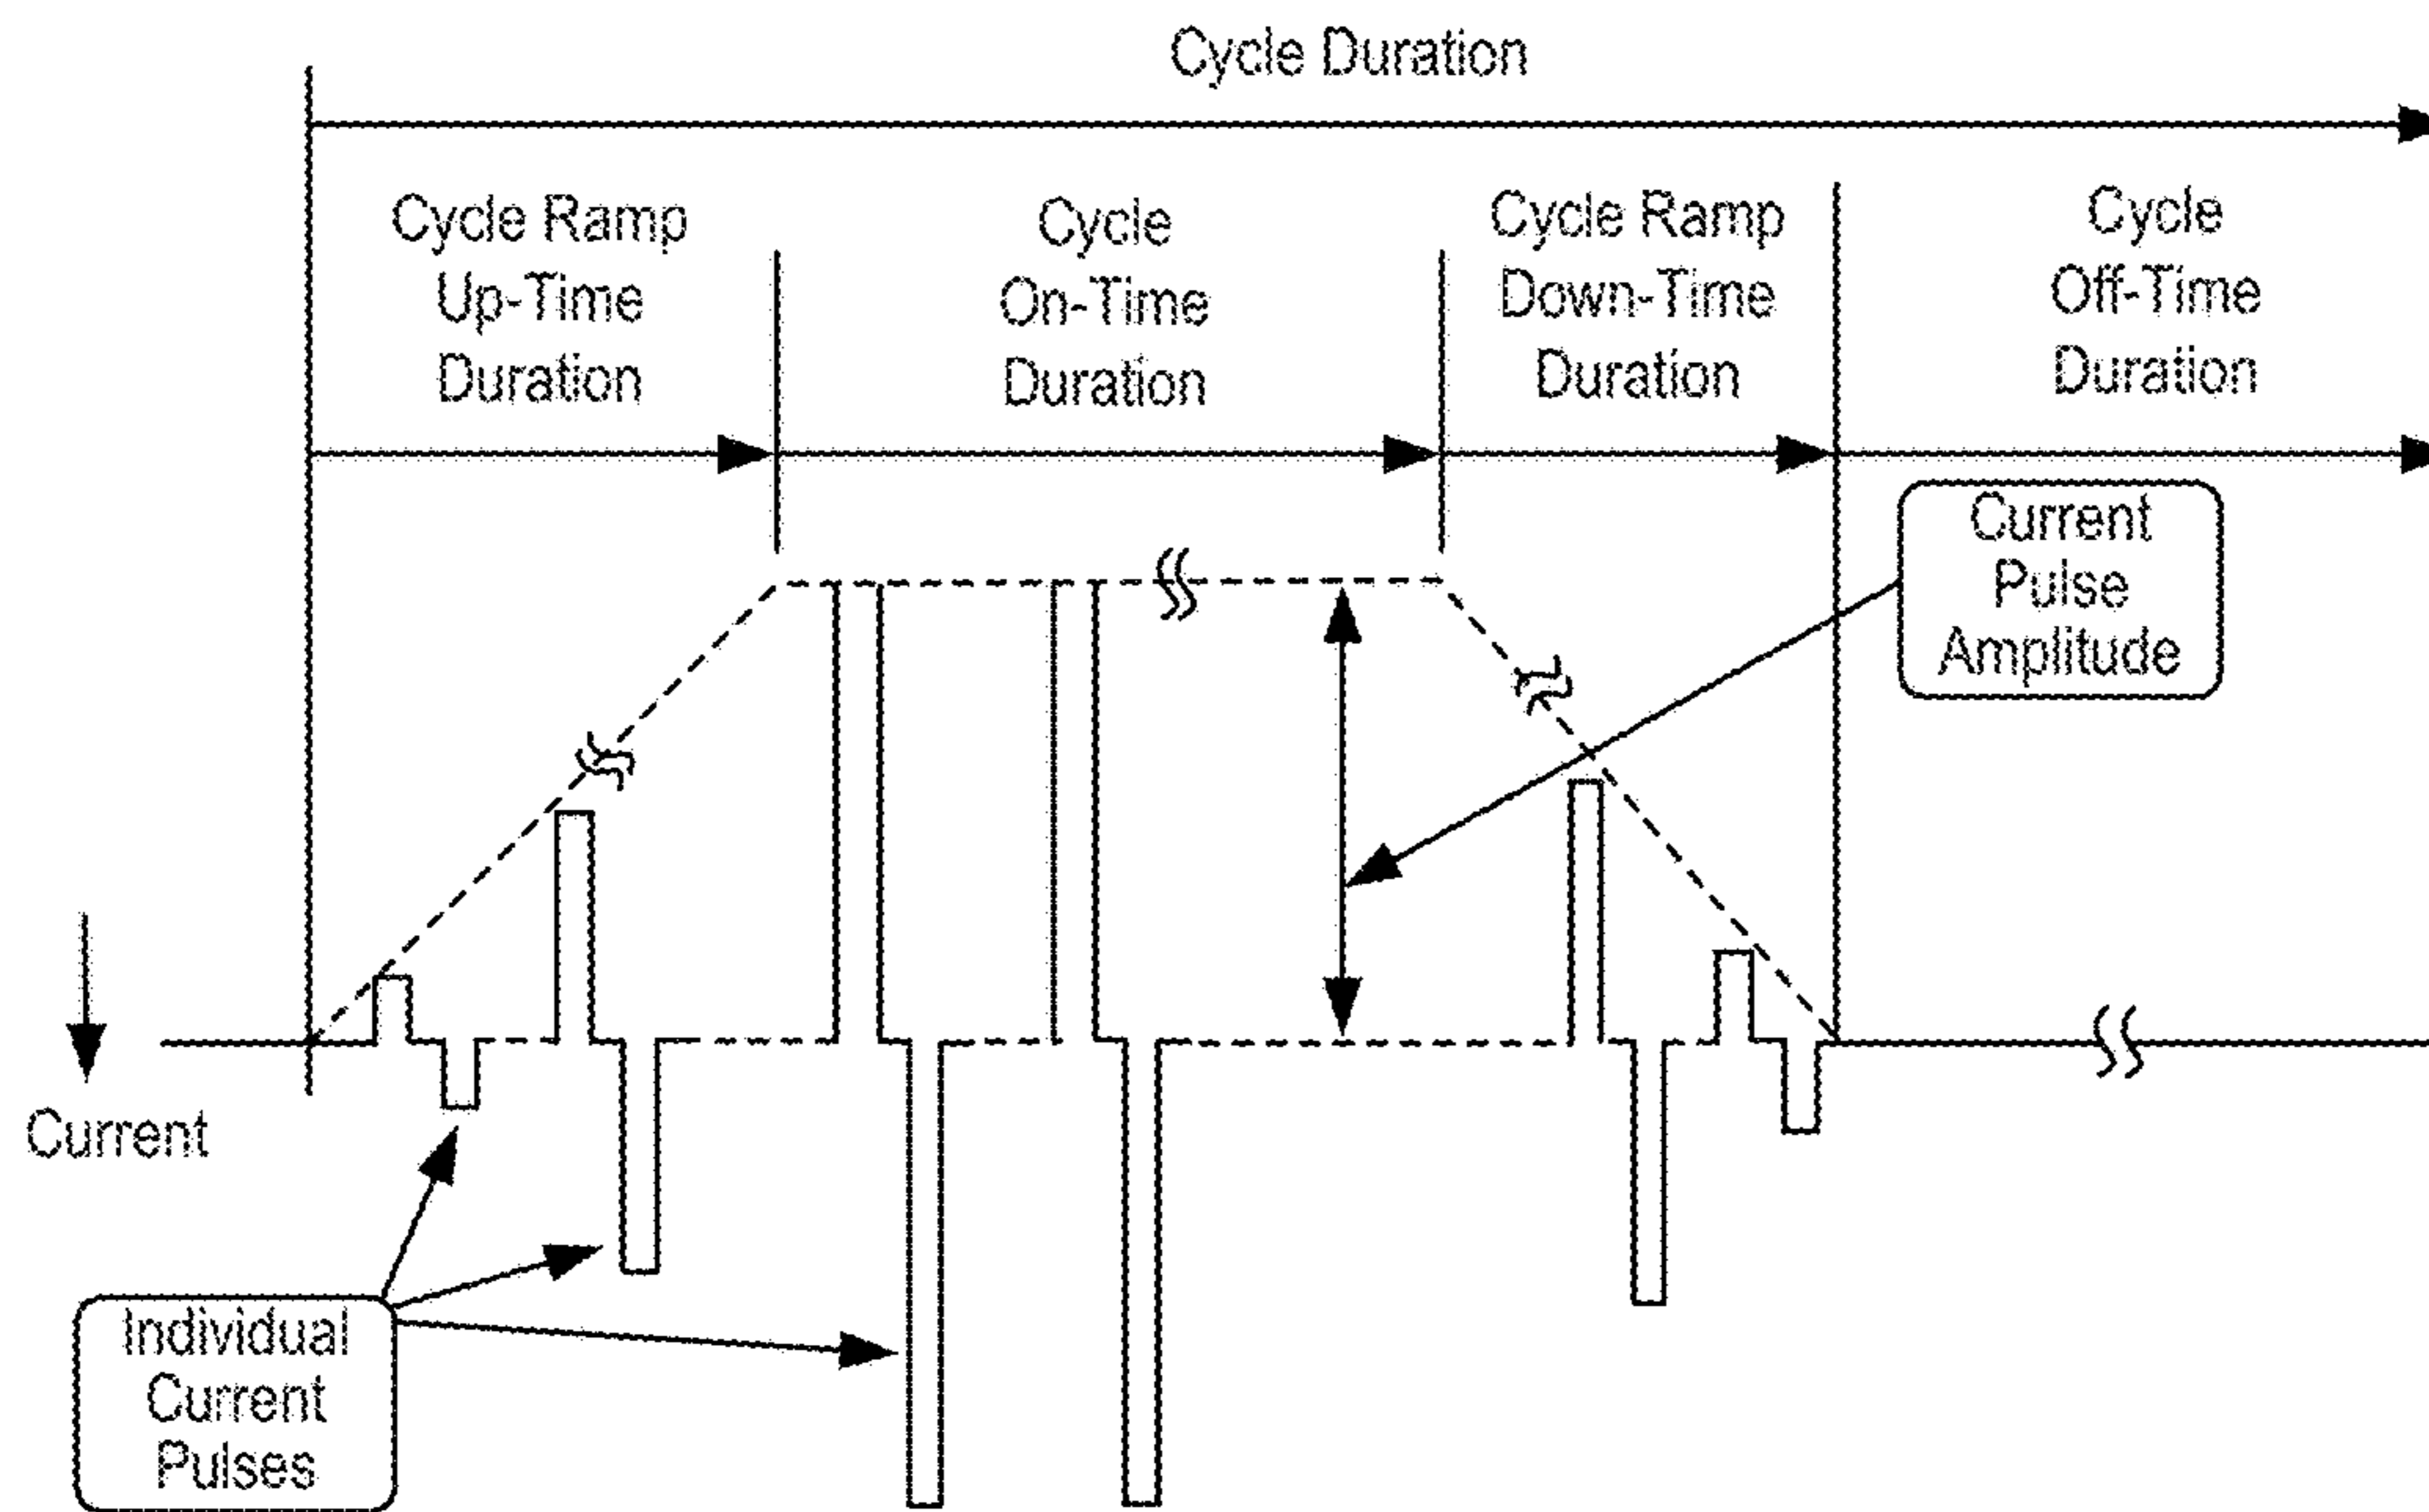 Cycle Duration
Cycle Ramp
Up-Time
Duration
Cycle
On-Time
Duration
Cycle Ramp
Down-Time
Duration
Cycle
Off-Time
Duration
Current
Pulse
Amplitude
Current
Individual
Current
Pulses